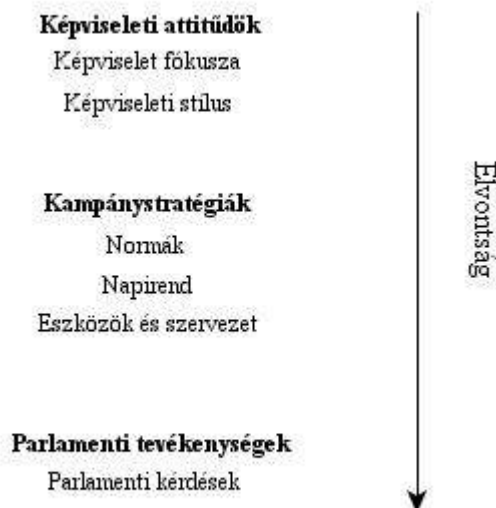 Képviseleti attitűdök
Képviselet fókusza
Képviseleti stílus
Kampánystratégiák
Normák
Napirend
Eszközök és szervezet
Parlamenti tevékenységek
Parlamenti kérdések
Elvontság